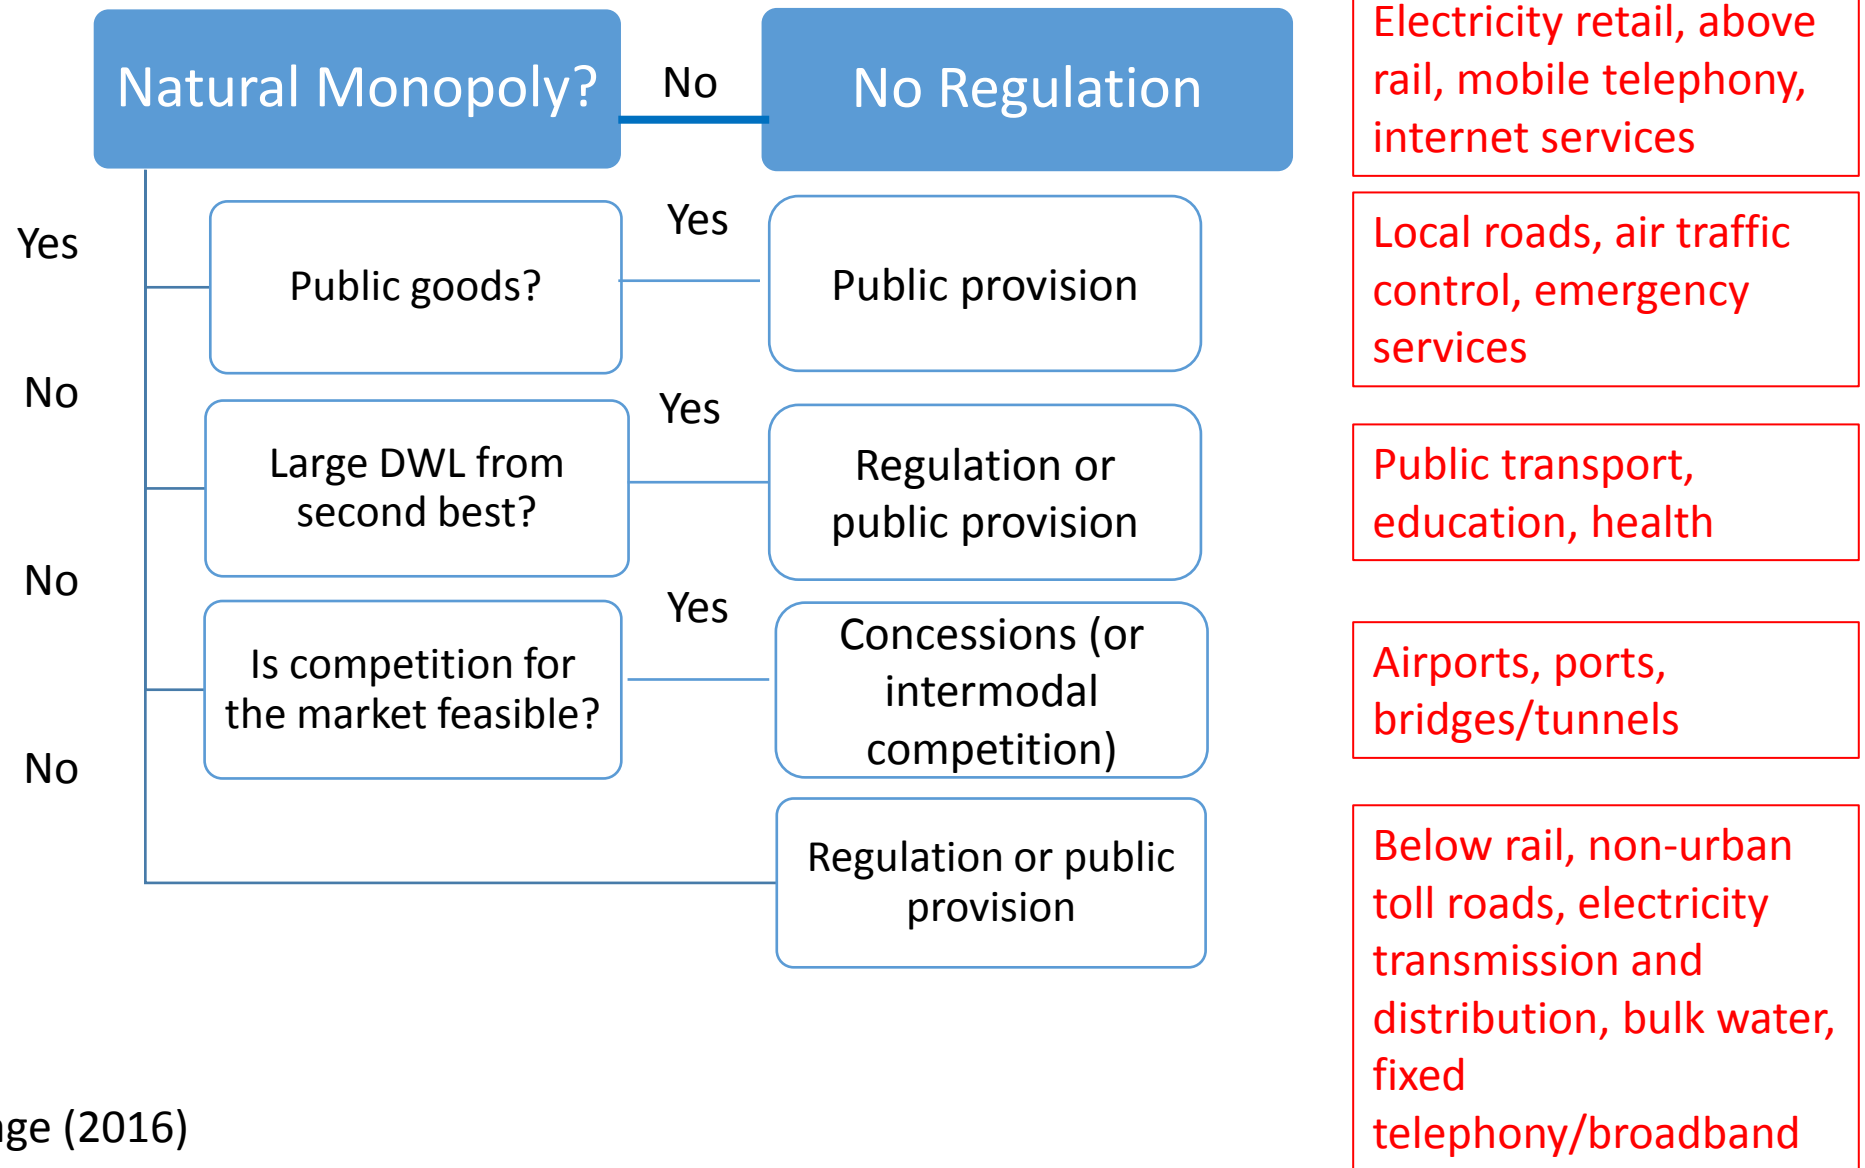 Natural Monopoly?
No
No Regulation
Electricity retail, above
rail, mobile telephony,
internet services
Yes
Public goods?
Yes
Public provision
Local roads, air traffic
control, emergency
services
No
Large DWL from
second best?
Yes
Regulation or
public provision
Public transport,
education, health
No
Is competition for
the market feasible?
Yes
Concessions (or
intermodal
competition)
Airports, ports,
bridges/tunnels
No
Regulation or public
provision
Below rail, non-urban
toll roads, electricity
transmission and
distribution, bulk water,
fixed
telephony/broadband
(2016)